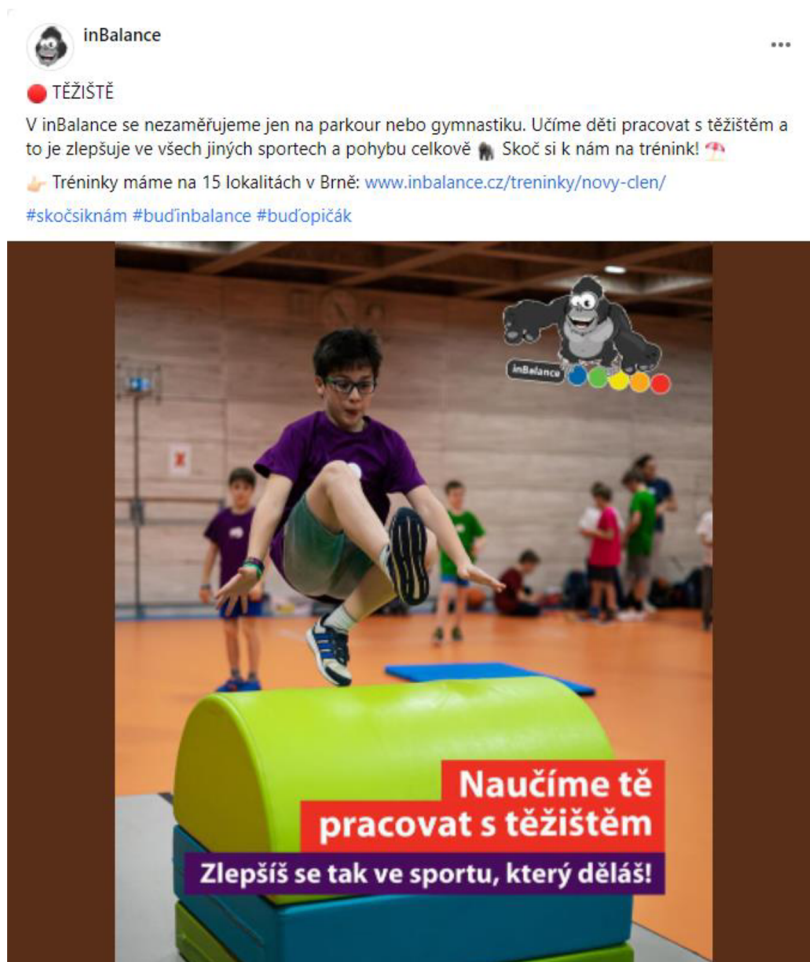 inBalance
🔴 TĚŽIŠTĚ
V inBalance se nezaměřujeme jen na parkour nebo gymnastiku. Učíme děti pracovat s těžištěm a
to je zlepšuje ve všech jiných sportech a pohybu celkově 🦍 Skoč si k nám na trénink! ⛱️
👉🏻 Tréninky máme na 15 lokalitách v Brně: www.inbalance.cz/treninky/novy-clen/
#skočsiknám #buďinbalance #buďopičák
inBalance
Naučíme tě
pracovat s těžištěm
Zlepšíš se tak ve sportu, který děláš!